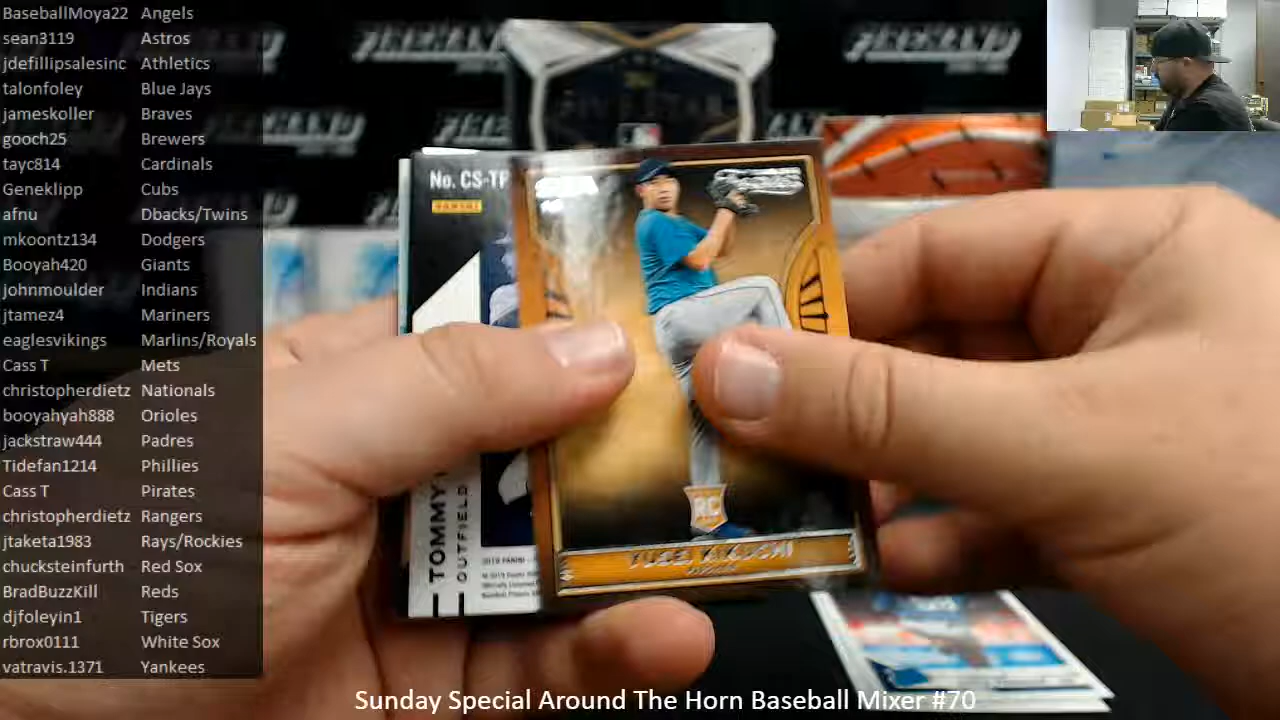 BaseballMoya22 Angels
sean3119 Astros
jdefillipsalesinc Athletics
talonfoley Blue Jays
jameskoller Braves
gooch25 Brewers
tayc814 Cardinals
Geneklipp Cubs
afnu Dbacks/Twins
mkoontz134 Dodgers
Booyah420 Giants
johnmoulder Indians
jtamez4 Mariners
eaglesvikings Marlins/Royals
Cass T Mets
christopherdietz Nationals
booyahyah888 Orioles
jackstraw444 Padres
Tidefan1214 Phillies
Cass T Pirates
christopherdietz Rangers
jtaketa1983 Rays/Rockies
chucksteinfurth Red Sox
BradBuzzKill Reds
djfoleyin1 Tigers
rbrox0111 White Sox
vatravis.1371 Yankees
No. CS-TP
PANINI
TOMMY
OUTFIELD
RC
YUSEI KIKUCHI
Sunday Special Around The Horn Baseball Mixer #70